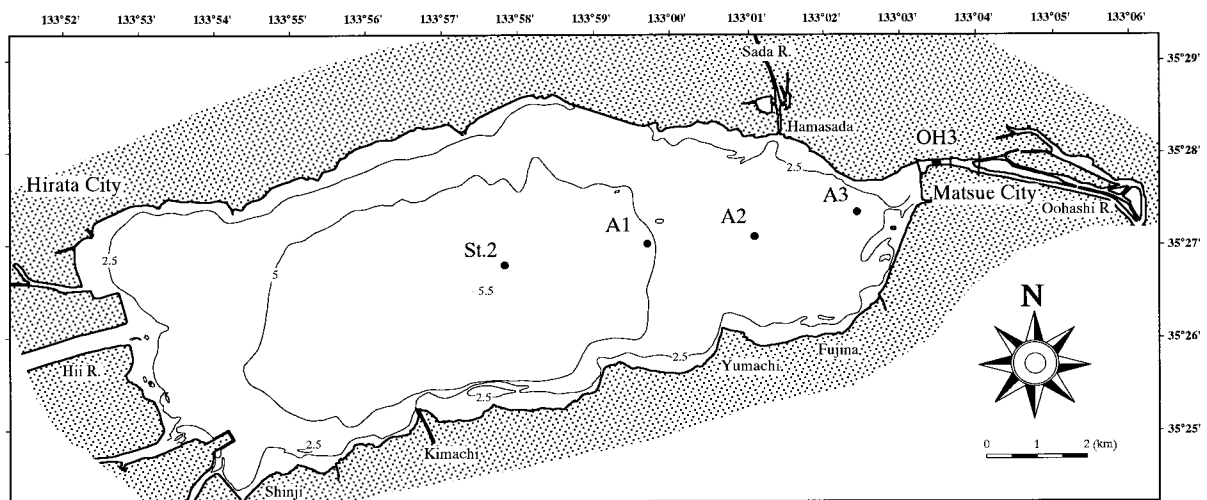 133°52' 133°53' 133°54' 133°55' 133°56' 133°57' 133°58' 133°59' 133°00' 133°01' 133°02' 133°03' 133°04' 133°05' 133°06'
Sada R.
35°29'
Hamasada
OH3
35°28'
2.5
Hirata City
Matsue City
A3
Oohashi R.
A1
A2
35°27'
St.2
2.5
5
5.5
N
35°26'
Fujina.
2.5
Yumachi.
Hii R.
0 1 2 (km)
35°25'
2.5
Kimachi
Shinji